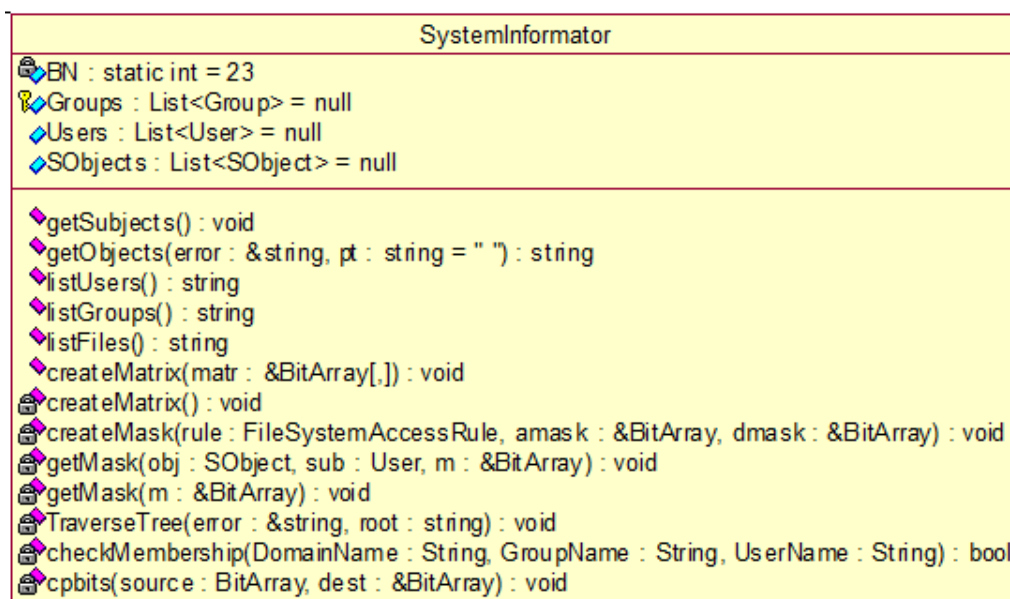 SystemInformator
BN : static int = 23
Groups : List<Group> = null
Users : List<User> = null
SObjects : List<SObject> = null
getSubjects() : void
getObjects(error : &string, pt : string = " ") : string
listUsers() : string
listGroups() : string
listFiles() : string
createMatrix(matr : &BitArray[,]) : void
createMatrix() : void
createMask(rule : FileSystemAccessRule, amask : &BitArray, dmask : &BitArray) : void
getMask(obj : SObject, sub : User, m : &BitArray) : void
getMask(m : &BitArray) : void
TraverseTree(error : &string, root : string) : void
checkMembership(DomainName : String, GroupName : String, UserName : String) : bool
cpbits(source : BitArray, dest : &BitArray) : void